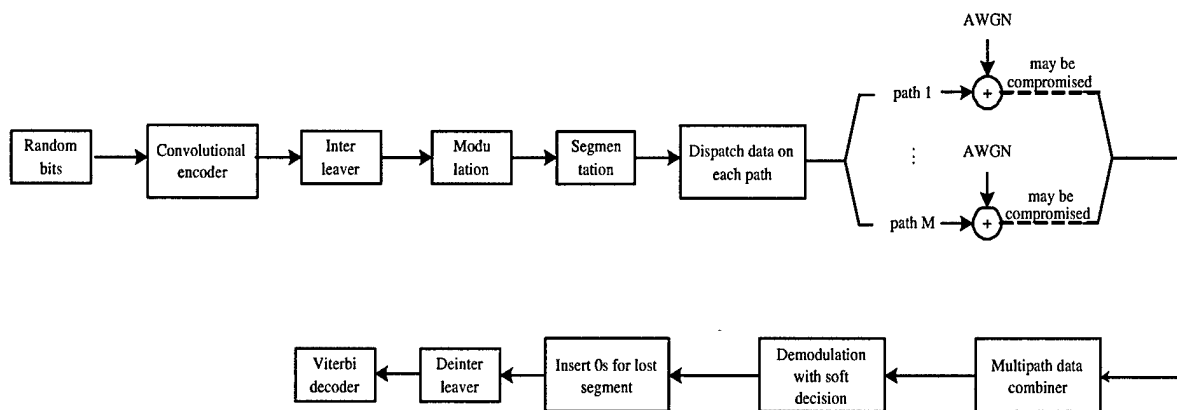 AWGN
may be
compromised
path 1
+
Random
bits
Convolutional
encoder
Inter
leaver
Modu
lation
Segmen
tation
Dispatch data on
each path
⋮
AWGN
may be
compromised
path M
+
Viterbi
decoder
Deinter
leaver
Insert 0s for lost
segment
Demodulation
with soft
decision
Multipath data
combiner